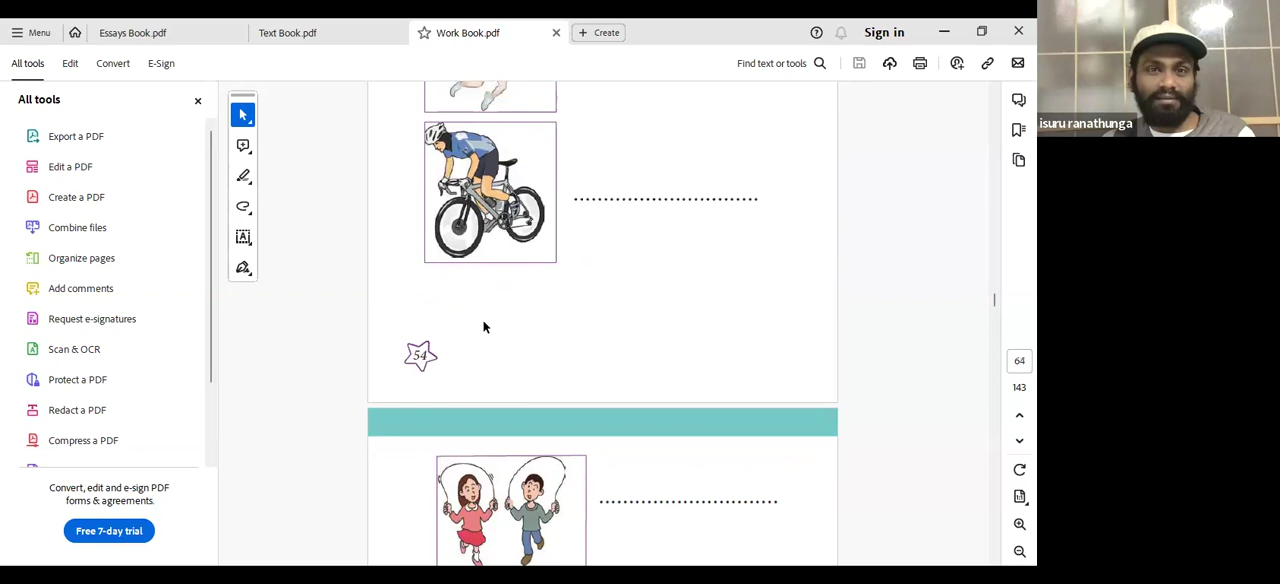 Menu
Essays Book.pdf
Text Book.pdf
Work Book.pdf
Create
Sign in
All tools
Edit
Convert
E-Sign
Find text or tools
All tools
Export a PDF
Edit a PDF
Create a PDF
Combine files
Organize pages
Add comments
Request e-signatures
Scan & OCR
Protect a PDF
Redact a PDF
Compress a PDF
Convert, edit and e-sign PDF
forms & agreements.
Free 7-day trial
..............................
54
..............................
64
143
isuru ranathunga